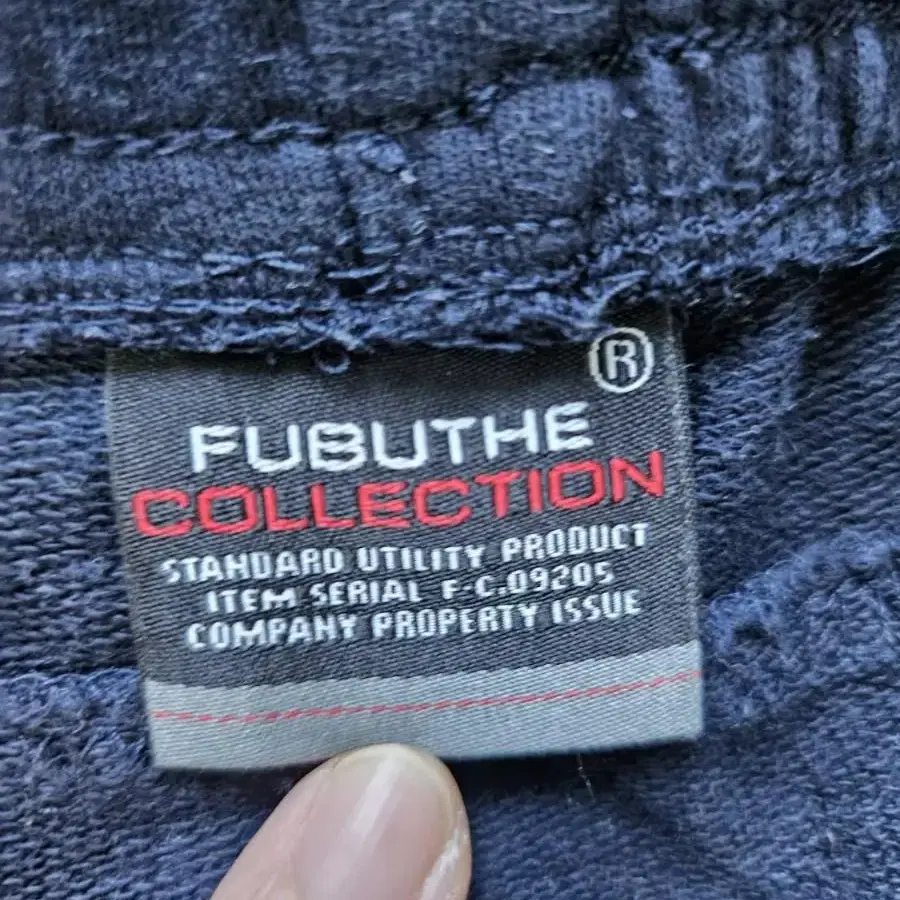 ®
FUBUTHE
COLLECTION
STANDARD UTILITY PRODUCT
ITEM SERIAL F-C.09205
COMPANY PROPERTY ISSUE